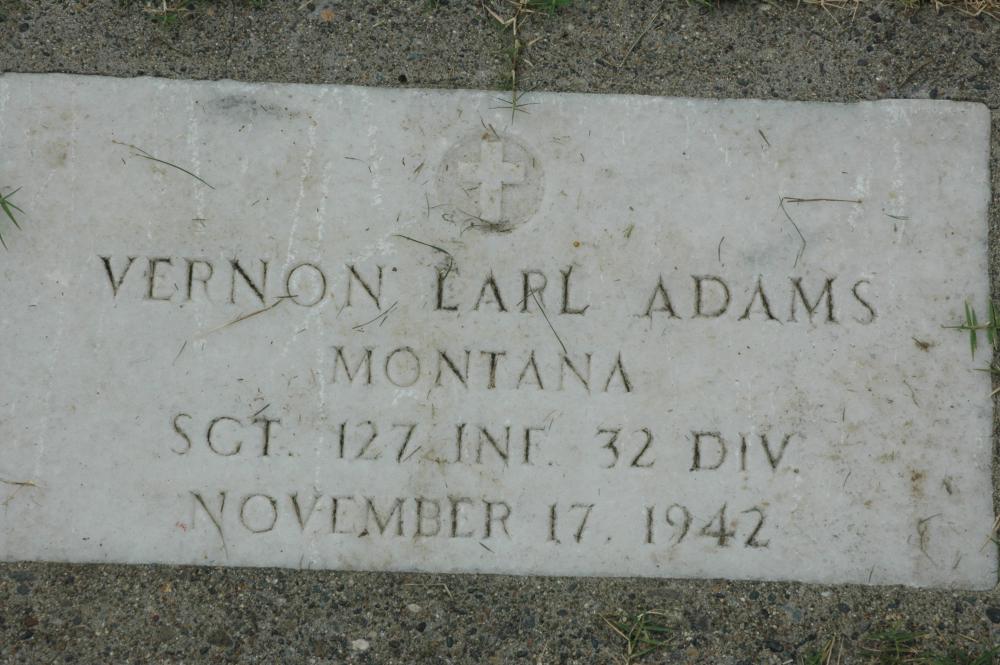 VERNON EARL ADAMS
MONTANA
SGT. 127 INF. 32 DIV.
NOVEMBER 17. 1942